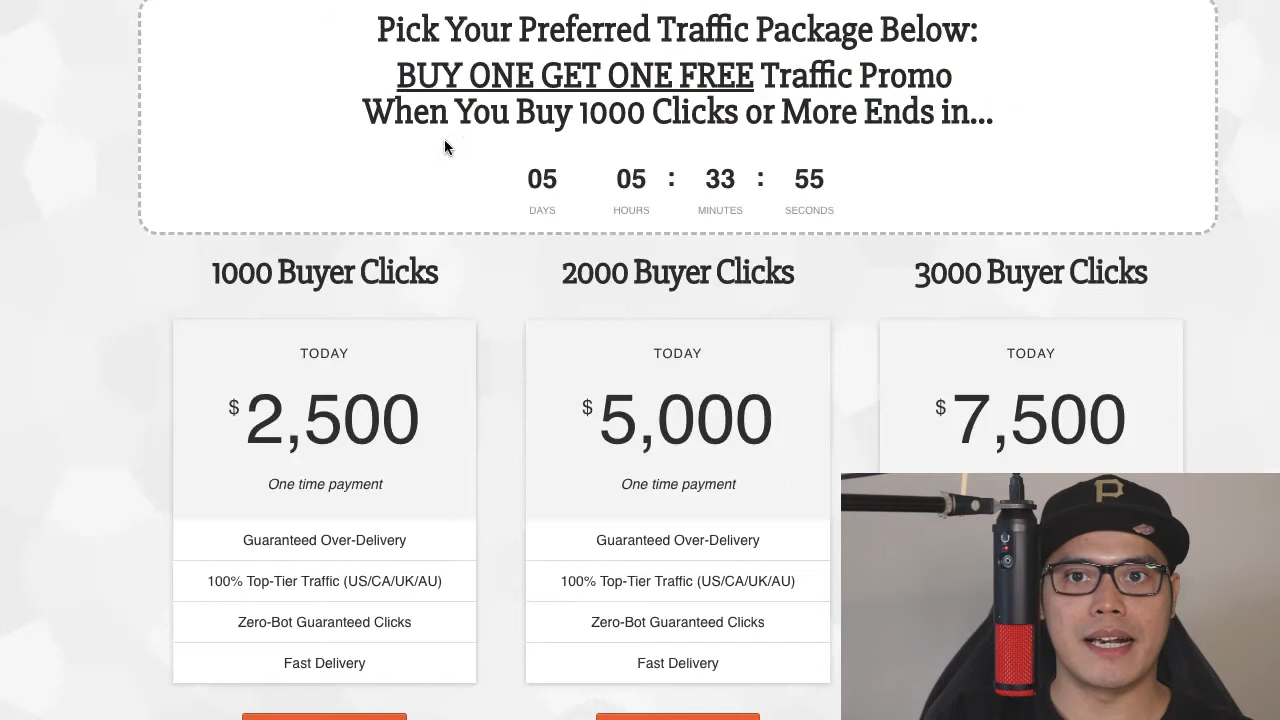 Pick Your Preferred Traffic Package Below:
BUY ONE GET ONE FREE Traffic Promo
When You Buy 1000 Clicks or More Ends in...
05 05 : 33 : 55
DAYS HOURS MINUTES SECONDS
1000 Buyer Clicks
TODAY
$2,500
One time payment
Guaranteed Over-Delivery
100% Top-Tier Traffic (US/CA/UK/AU)
Zero-Bot Guaranteed Clicks
Fast Delivery
2000 Buyer Clicks
TODAY
$5,000
One time payment
Guaranteed Over-Delivery
100% Top-Tier Traffic (US/CA/UK/AU)
Zero-Bot Guaranteed Clicks
Fast Delivery
3000 Buyer Clicks
TODAY
$7,500
P